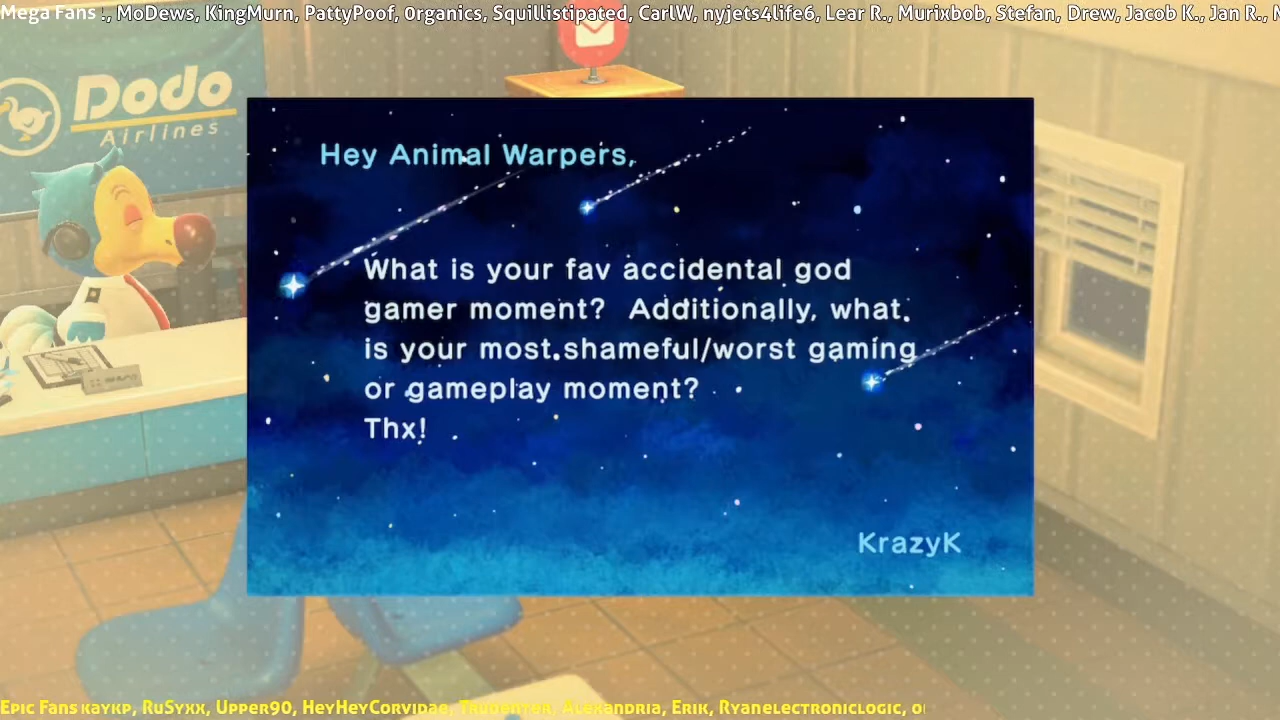 Mega Fans :., MoDews, KingMurn, PattyPoof, 0rganics, Squillistipated, CarlW, nyjets4life6, Lear R., Murixbob, Stefan, Drew, Jacob K., Jan R.,
Dodo
Airlines
Hey Animal Warpers,
What is your fav accidental god
gamer moment? Additionally, what
is your most shameful/worst gaming
or gameplay moment?
Thx!
KrazyK
Epic Fans kaykp, RuSyxx, Upper90, HeyHeyCorvidae, Trudentor, Alexandria, Erik, Ryanelectroniclogic,